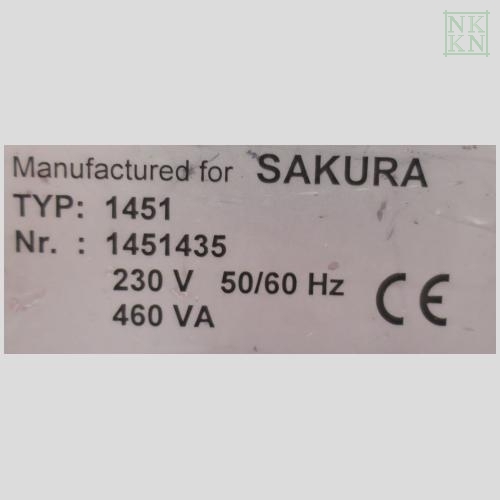 NK
KN
Manufactured for SAKURA
TYP: 1451
Nr. : 1451435
230 V 50/60 Hz
460 VA
CE